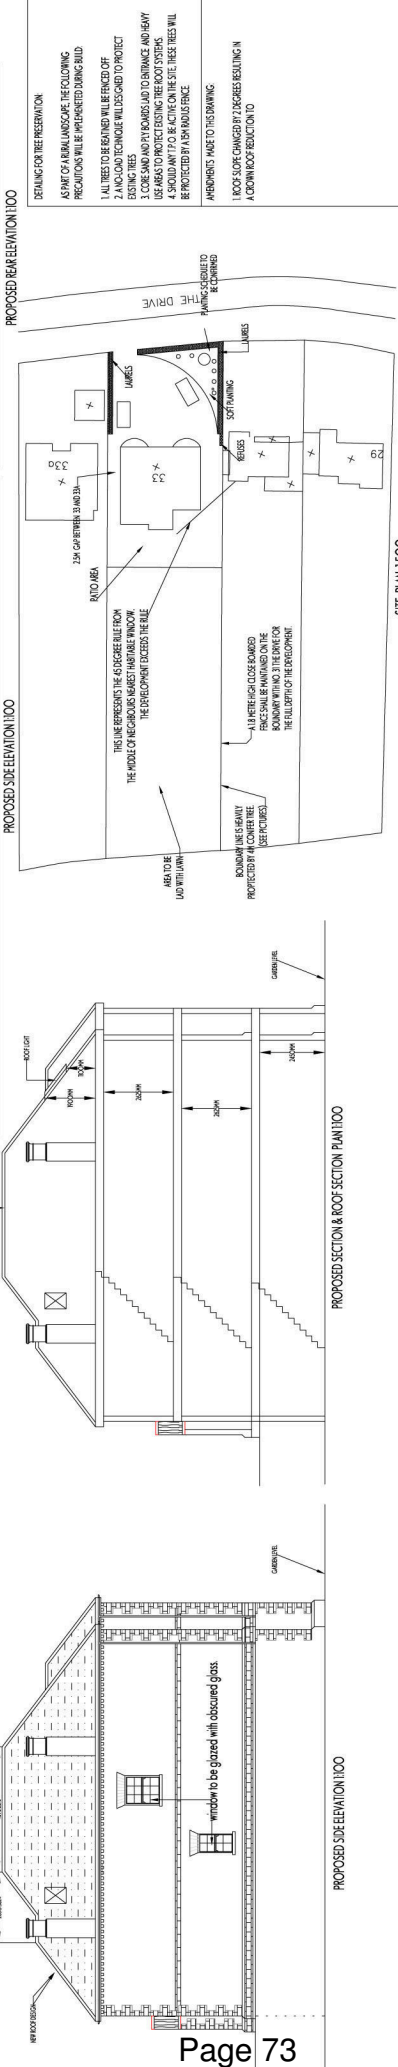 PROPOSED SIDE ELEVATION 1:100
PROPOSED REAR ELEVATION 1:100
NEW ROOF DESIGN
window to be glazed with obscured glass.
GARDEN LEVEL
PROPOSED SIDE ELEVATION 1:100
ROOF LIGHT
1100MM
2625MM
2625MM
2450MM
GARDEN LEVEL
PROPOSED SECTION & ROOF SECTION PLAN 1:100
33a
33
29
THE DRIVE
2.5M GAP BETWEEN 33 AND 33A
PATIO AREA
LAURELS
PLANTING SCHEDULE TO
BE CONFIRMED
LAURELS
SOFT PLANTING
REFUSES
THIS LINE REPRESENTS THE 45 DEGREE RULE FROM
THE MIDDLE OF NEIGHBOURS NEAREST HABITABLE WINDOW.
THE DEVELOPMENT EXCEEDS THE RULE
AREA TO BE
LAID WITH LAWN
BOUNDARY LINE IS HEAVILY
PROPTECTED BY 4M CONIFER TREE.
(SEE PICTURES)
A 1.8 METRE HIGH CLOSE BOARDED
FENCE SHALL BE MAINTAINED ON THE
BOUNDARY WITH NO. 31 THE DRIVE FOR
THE FULL DEPTH OF THE DEVELOPMENT.
DETAILING FOR TREE PRESERVATION:
AS PART OF A RURAL LANDSCAPE, THE FOLLOWING
PRECAUTIONS WILL BE IMPLEMENTED DURING BUILD:
1. ALL TREES TO BE REATINED WILL BE FENCED OFF
2. A NO-LOAD TECHNIQUE WILL DESIGNED TO PROTECT
EXISTING TREES
3. CORE SAND AND PLY BOARDS LAID TO ENTRANCE AND HEAVY
USE AREAS TO PROTECT EXISTING TREE ROOT SYSTEMS.
4. SHOULD ANY T.P.O. BE ACTIVE ON THE SITE, THESE TREES WILL
BE PROTECTED BY A 15M RADIUS FENCE
AMENDMENTS MADE TO THIS DRAWING:
1. ROOF SLOPE CHANGED BY 2 DEGREES RESULTING IN
A CROWN ROOF REDUCTION TO
Page 73